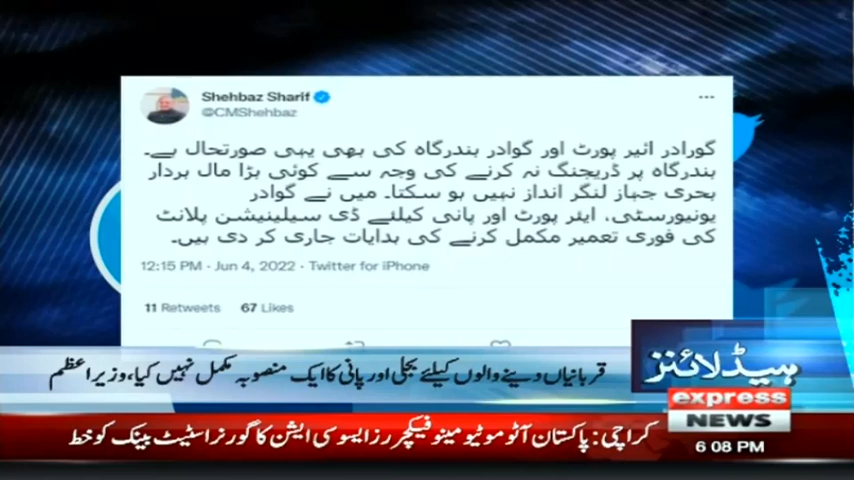 Shehbaz Sharif
@CMShehbaz
گورادر ائیر پورٹ اور گوادر بندرگاہ کی بھی یہی صورتحال ہے۔
بندرگاہ پر ڈریجنگ نہ کرنے کی وجہ سے کوئی بڑا مال بردار
بحری جہاز لنگر انداز نہیں ہو سکتا۔ میں نے گوادر
یونیورسٹی، ایئر پورٹ اور پانی کیلئے ڈی سیلینیشن پلانٹ
کی فوری تعمیر مکمل کرنے کی ہدایات جاری کر دی ہیں۔
12:15 PM · Jun 4, 2022 · Twitter for iPhone
11 Retweets 67 Likes
قربانیاں دینے والوں کیلئے بجلی اور پانی کا ایک منصوبہ مکمل نہیں کیا، وزیراعظم
ہیڈلائنز
express
NEWS
کراچی: پاکستان آٹو موٹیو مینوفیکچررز ایسوسی ایشن کا گورنر اسٹیٹ بینک کو خط
6:08 PM